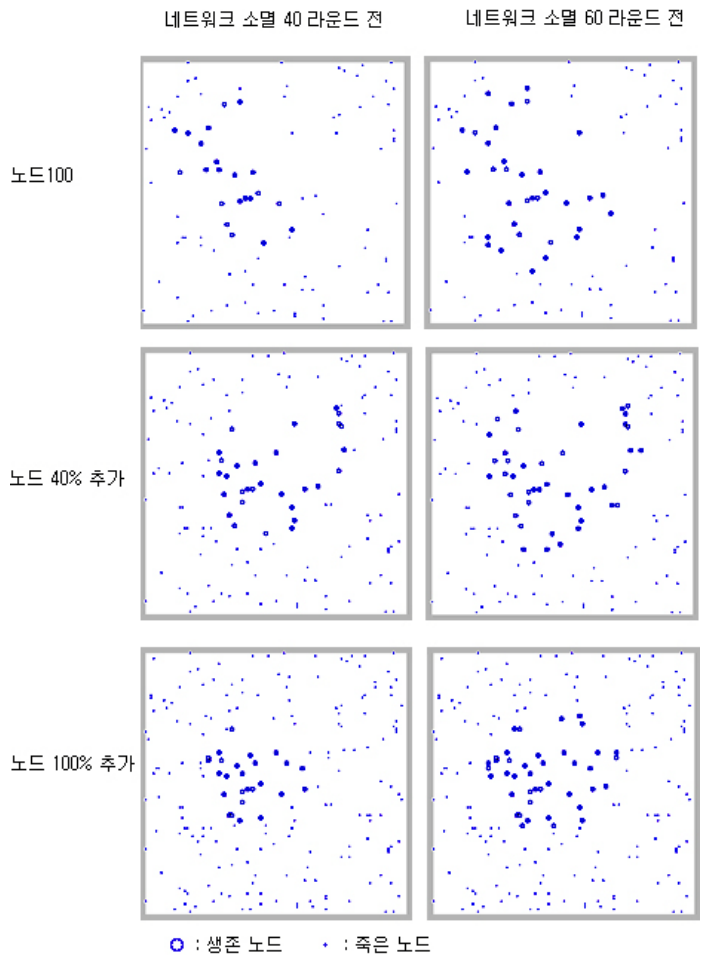 네트워크 소멸 40 라운드 전
네트워크 소멸 60 라운드 전
노드100
노드 40% 추가
노드 100% 추가
: 생존 노드
: 죽은 노드